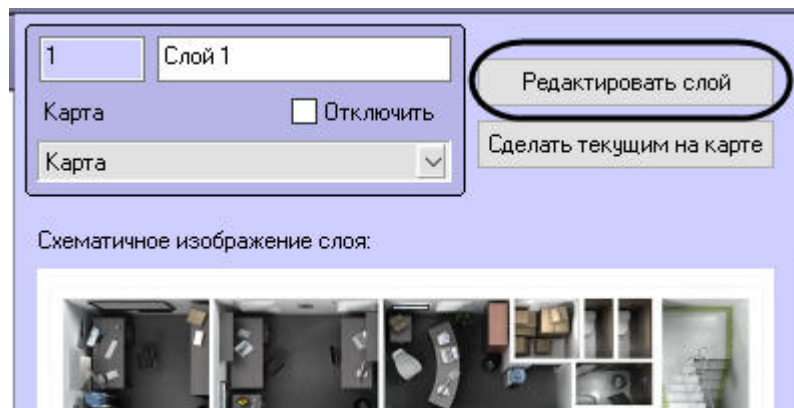 1
Слой 1
Редактировать слой
Карта
Отключить
Сделать текущим на карте
Карта
Схематичное изображение слоя: